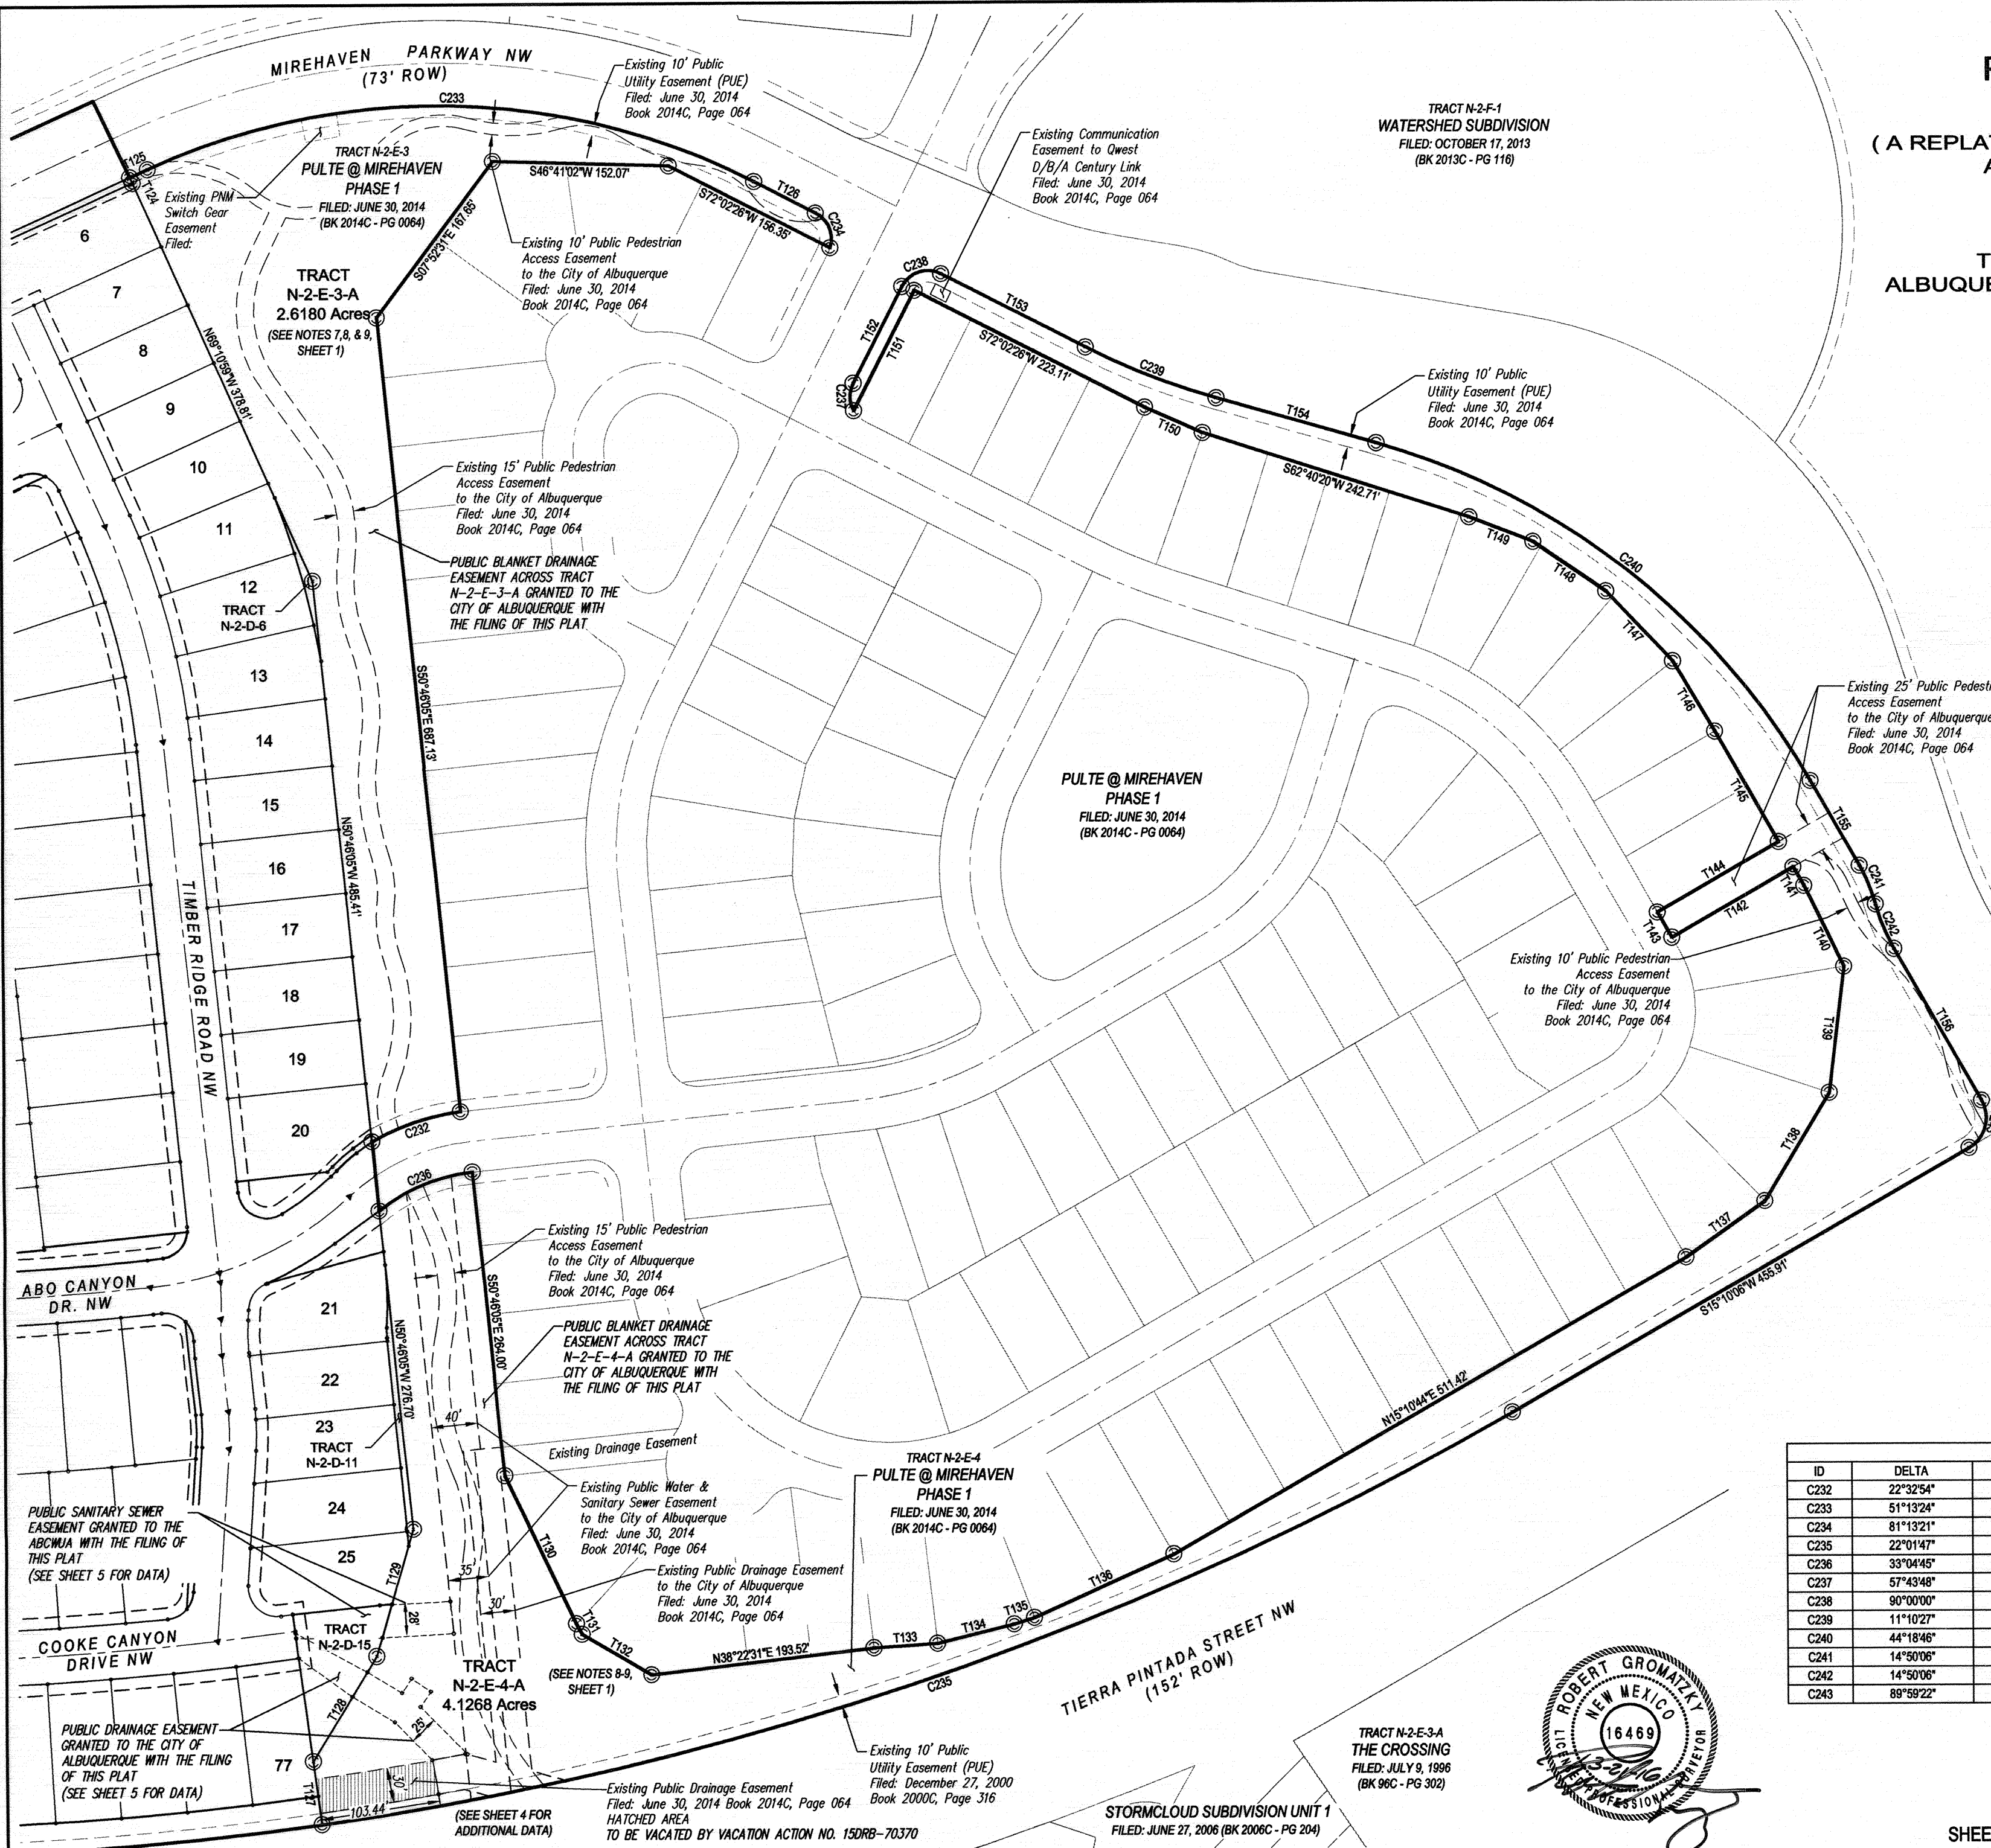 MIREHAVEN PARKWAY NW
(73' ROW)
C233
Existing 10' Public
Utility Easement (PUE)
Filed: June 30, 2014
Book 2014C, Page 064
TRACT N-2-F-1
WATERSHED SUBDIVISION
FILED: OCTOBER 17, 2013
(BK 2013C - PG 116)
( A REPLAT
ALBUQUE
Existing Communication
Easement to Qwest
D/B/A Century Link
Filed: June 30, 2014
Book 2014C, Page 064
T125
T124
Existing PNM
Switch Gear
Easement
Filed:
TRACT N-2-E-3
PULTE @ MIREHAVEN
PHASE 1
FILED: JUNE 30, 2014
(BK 2014C - PG 0064)
S46°41'02"W 152.07'
S72°02'26"W 156.35'
T126
C234
S07°52'31"E 167.65'
Existing 10' Public Pedestrian
Access Easement
to the City of Albuquerque
Filed: June 30, 2014
Book 2014C, Page 064
TRACT
N-2-E-3-A
2.6180 Acres
(SEE NOTES 7,8, & 9,
SHEET 1)
C238
T153
T152
T151
C237
S72°02'26"W 223.11'
C239
T154
T150
S62°40'20"W 242.71'
Existing 10' Public
Utility Easement (PUE)
Filed: June 30, 2014
Book 2014C, Page 064
T149
T148
C240
T147
T146
T145
6
7
8
9
10
11
12
TRACT
N-2-D-6
13
14
15
16
17
18
19
20
N69°10'59"W 378.81'
Existing 15' Public Pedestrian
Access Easement
to the City of Albuquerque
Filed: June 30, 2014
Book 2014C, Page 064
PUBLIC BLANKET DRAINAGE
EASEMENT ACROSS TRACT
N-2-E-3-A GRANTED TO THE
CITY OF ALBUQUERQUE WITH
THE FILING OF THIS PLAT
S50°46'05"E 687.13'
N50°46'05"W 485.41'
TIMBER RIDGE ROAD NW
PULTE @ MIREHAVEN
PHASE 1
FILED: JUNE 30, 2014
(BK 2014C - PG 0064)
Existing 25' Public Pedestri
Access Easement
to the City of Albuquerque
Filed: June 30, 2014
Book 2014C, Page 064
T155
T144
T141
T142
T143
C241
C242
T140
T139
T156
Existing 10' Public Pedestrian
Access Easement
to the City of Albuquerque
Filed: June 30, 2014
Book 2014C, Page 064
T138
T137
S15°10'06"W 455.91'
N15°10'44"E 511.42'
C232
C236
ABO CANYON
DR. NW
Existing 15' Public Pedestrian
Access Easement
to the City of Albuquerque
Filed: June 30, 2014
Book 2014C, Page 064
S50°46'05"E 264.00'
PUBLIC BLANKET DRAINAGE
EASEMENT ACROSS TRACT
N-2-E-4-A GRANTED TO THE
CITY OF ALBUQUERQUE WITH
THE FILING OF THIS PLAT
N50°46'05"W 276.70'
21
22
23
TRACT
N-2-D-11
24
25
40'
Existing Drainage Easement
Existing Public Water &
Sanitary Sewer Easement
to the City of Albuquerque
Filed: June 30, 2014
Book 2014C, Page 064
TRACT N-2-E-4
PULTE @ MIREHAVEN
PHASE 1
FILED: JUNE 30, 2014
(BK 2014C - PG 0064)
PUBLIC SANITARY SEWER
EASEMENT GRANTED TO THE
ABCWUA WITH THE FILING OF
THIS PLAT
(SEE SHEET 5 FOR DATA)
T130
T129
35'
30'
28'
Existing Public Drainage Easement
to the City of Albuquerque
Filed: June 30, 2014
Book 2014C, Page 064
T131
T132
N38°22'31"E 193.52'
T133
T134
T135
T136
C235
COOKE CANYON
DRIVE NW
TRACT
N-2-D-15
TRACT
N-2-E-4-A
4.1268 Acres
(SEE NOTES 8-9,
SHEET 1)
T128
25'
TIERRA PINTADA STREET NW
(152' ROW)
PUBLIC DRAINAGE EASEMENT
GRANTED TO THE CITY OF
ALBUQUERQUE WITH THE FILING
OF THIS PLAT
(SEE SHEET 5 FOR DATA)
77
T127
30'
103.44
(SEE SHEET 4 FOR
ADDITIONAL DATA)
Existing Public Drainage Easement
Filed: June 30, 2014 Book 2014C, Page 064
HATCHED AREA
TO BE VACATED BY VACATION ACTION NO. 15DRB-70370
Existing 10' Public
Utility Easement (PUE)
Filed: December 27, 2000
Book 2000C, Page 316
STORMCLOUD SUBDIVISION UNIT 1
FILED: JUNE 27, 2006 (BK 2006C - PG 204)
TRACT N-2-E-3-A
THE CROSSING
FILED: JULY 9, 1996
(BK 96C - PG 302)
ROBERT GROMATZKY
NEW MEXICO
16469
LICENSED PROFESSIONAL SURVEYOR
3-21-16
ID DELTA
C232 22°32'54"
C233 51°13'24"
C234 81°13'21"
C235 22°01'47"
C236 33°04'45"
C237 57°43'48"
C238 90°00'00"
C239 11°10'27"
C240 44°18'46"
C241 14°50'06"
C242 14°50'06"
C243 89°59'22"
SHEE